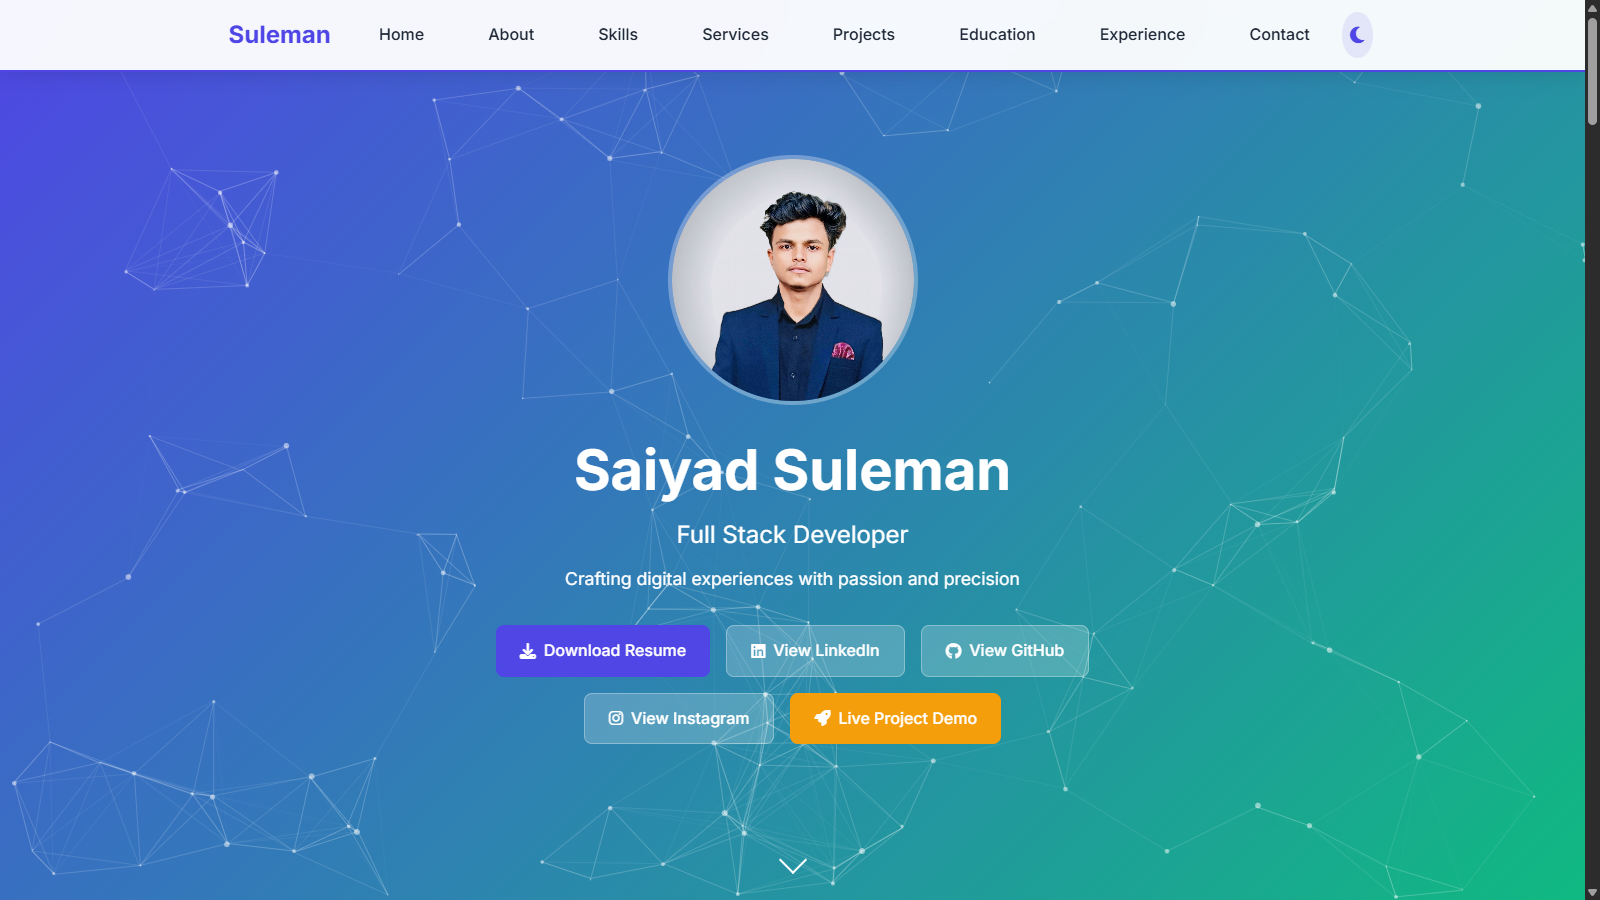 Suleman Home About Skills Services Projects Education Experience Contact
Saiyad Suleman
Full Stack Developer
Crafting digital experiences with passion and precision
Download Resume View LinkedIn View GitHub
View Instagram Live Project Demo